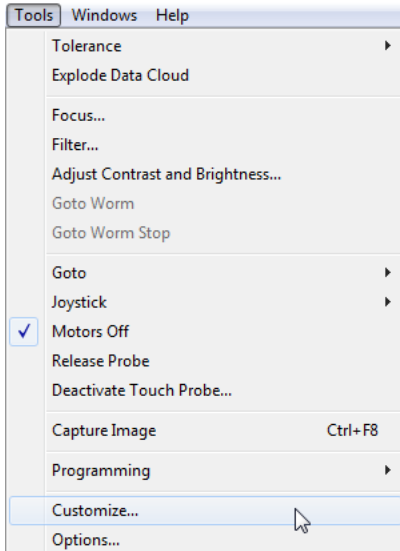 Tools Windows Help
Tolerance
Explode Data Cloud
Focus...
Filter...
Adjust Contrast and Brightness...
Goto Worm
Goto Worm Stop
Goto
Joystick
Motors Off
Release Probe
Deactivate Touch Probe...
Capture Image Ctrl+F8
Programming
Customize...
Options...